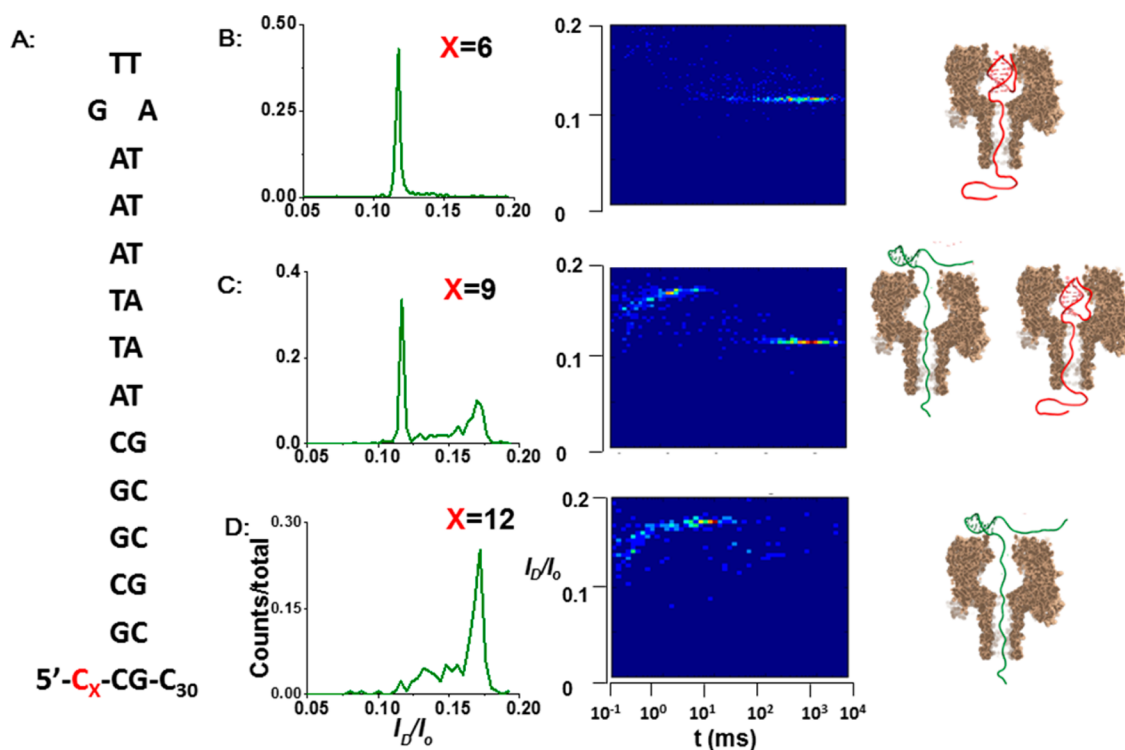 A:
TT
G A
AT
AT
AT
TA
TA
AT
CG
GC
GC
CG
GC
5’-CX-CG-C30
B:
X=6
0.50
0.25
0.00
0.05 0.10 0.15 0.20
0.2
0.1
0
C:
X=9
0.4
0.2
0.0
0.05 0.10 0.15 0.20
0.2
0.1
0
D:
X=12
Counts/total
0.30
0.15
0.00
0.05 0.10 0.15 0.20
ID/Io
0.2
ID/Io
0.1
0
10-1 100 101 102 103 104
t (ms)